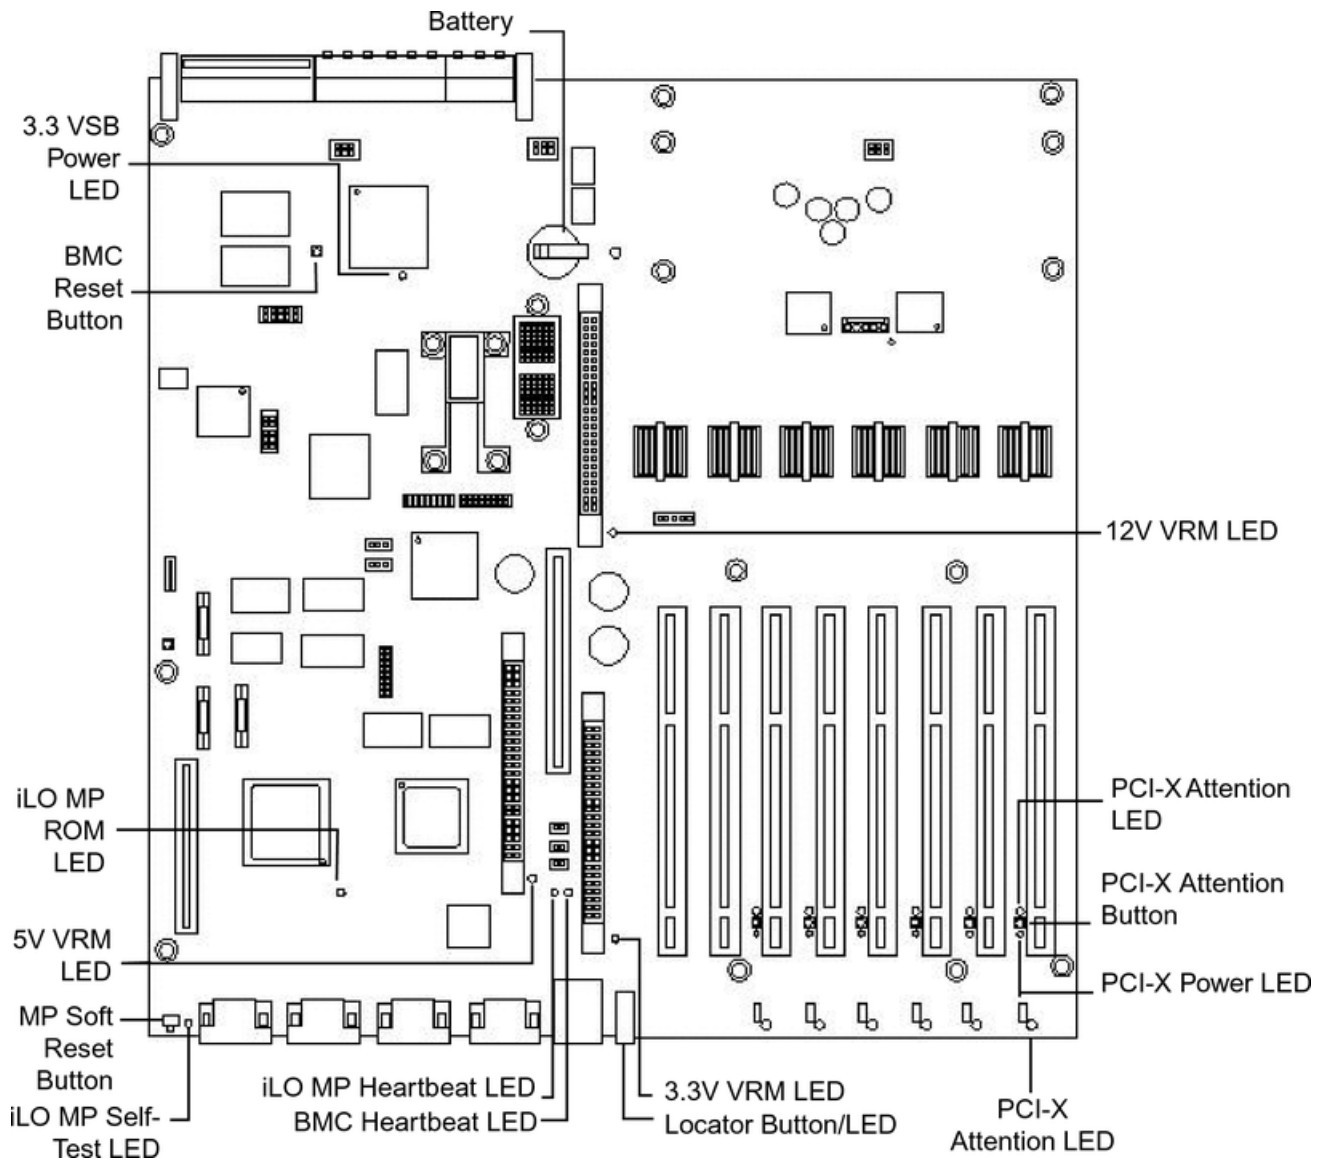 Battery
3.3 VSB
Power
LED
BMC
Reset
Button
12V VRM LED
iLO MP
ROM
LED
PCI-X Attention
LED
PCI-X Attention
Button
5V VRM
LED
PCI-X Power LED
MP Soft
Reset
Button
iLO MP Self-
Test LED
iLO MP Heartbeat LED
BMC Heartbeat LED
3.3V VRM LED
Locator Button/LED
PCI-X
Attention LED